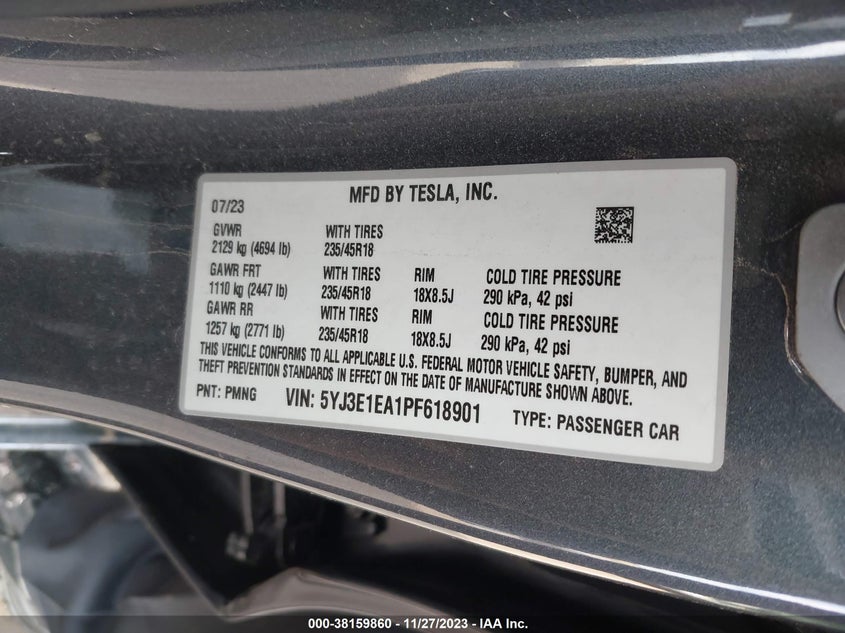 MFD BY TESLA, INC.
07/23
GVWR WITH TIRES
2129 kg (4694 lb) 235/45R18
GAWR FRT WITH TIRES RIM COLD TIRE PRESSURE
1110 kg (2447 lb) 235/45R18 18X8.5J 290 kPa, 42 psi
GAWR RR WITH TIRES RIM COLD TIRE PRESSURE
1257 kg (2771 lb) 235/45R18 18X8.5J 290 kPa, 42 psi
THIS VEHICLE CONFORMS TO ALL APPLICABLE U.S. FEDERAL MOTOR VEHICLE SAFETY, BUMPER, AND
THEFT PREVENTION STANDARDS IN EFFECT ON THE DATE OF MANUFACTURE SHOWN ABOVE.
PNT: PMNG VIN: 5YJ3E1EA1PF618901 TYPE: PASSENGER CAR
000-38159860 - 11/27/2023 - IAA Inc.